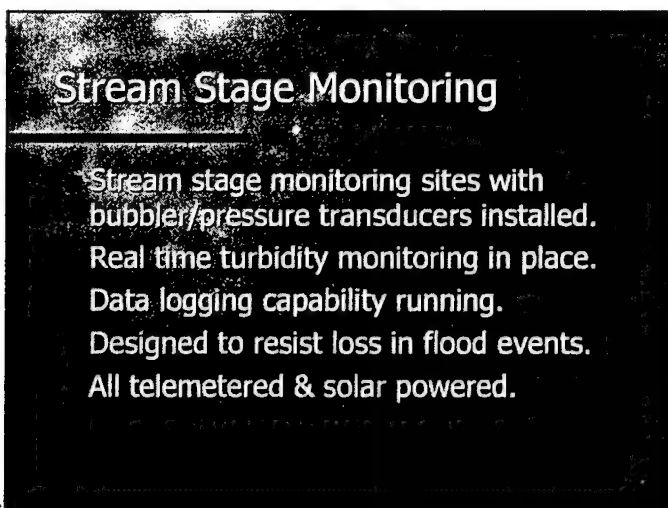 Stream Stage Monitoring
Stream stage monitoring sites with
bubbler/pressure transducers installed.
Real time turbidity monitoring in place.
Data logging capability running.
Designed to resist loss in flood events.
All telemetered & solar powered.